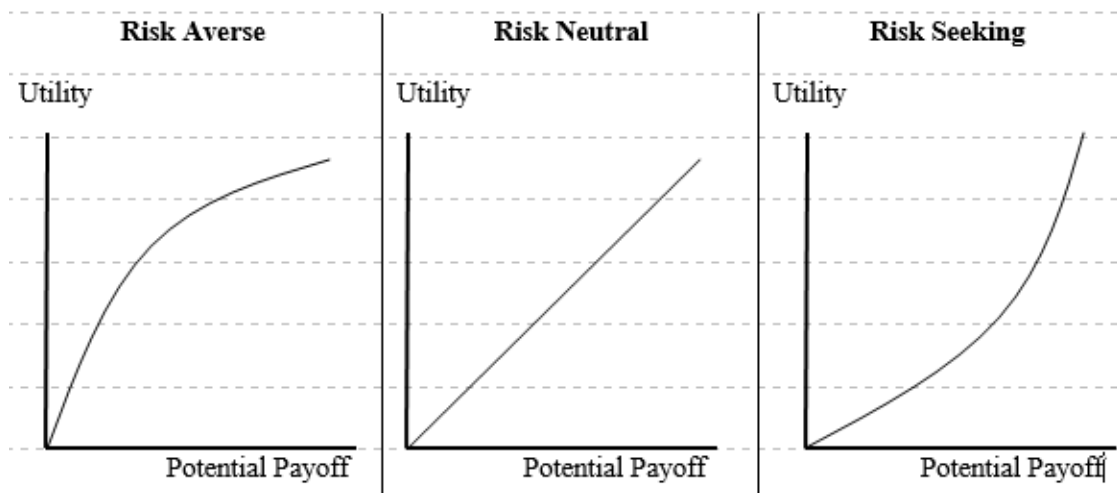 Risk Averse
Utility
Potential Payoff
Risk Neutral
Utility
Potential Payoff
Risk Seeking
Utility
Potential Payoff